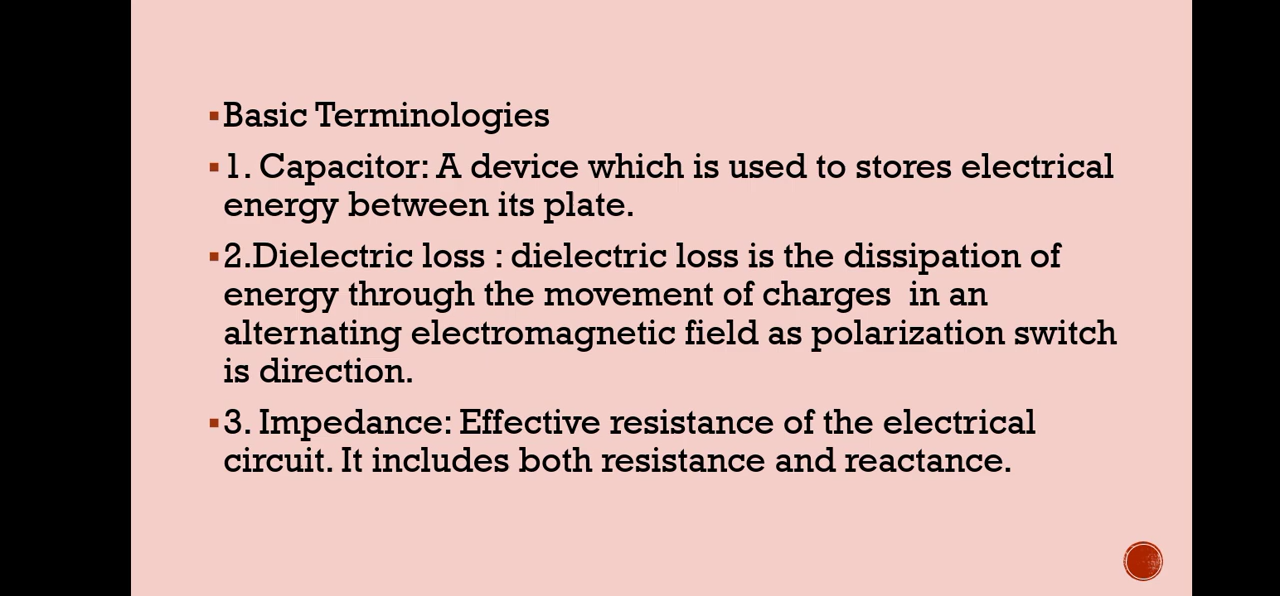 ▪Basic Terminologies
▪1. Capacitor: A device which is used to stores electrical
energy between its plate.
▪2.Dielectric loss : dielectric loss is the dissipation of
energy through the movement of charges  in an
alternating electromagnetic field as polarization switch
is direction.
▪3. Impedance: Effective resistance of the electrical
circuit. It includes both resistance and reactance.